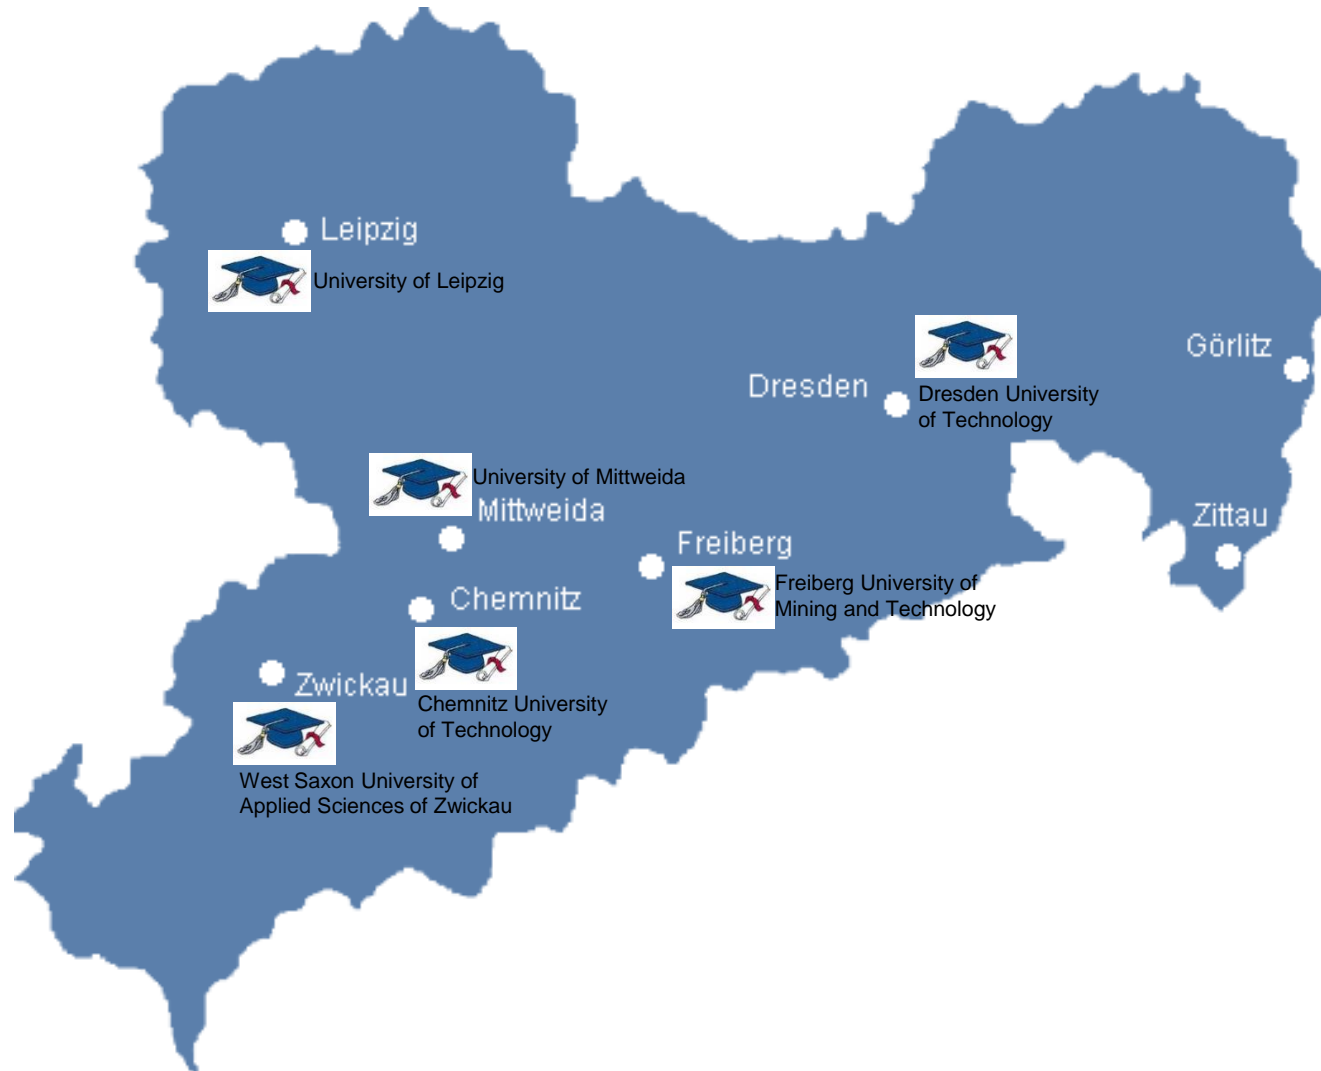 Leipzig
University of Leipzig
Görlitz
Dresden
Dresden University
of Technology
University of Mittweida
Mittweida
Zittau
Freiberg
Freiberg University of
Mining and Technology
Chemnitz
Zwickau
Chemnitz University
of Technology
West Saxon University of
Applied Sciences of Zwickau